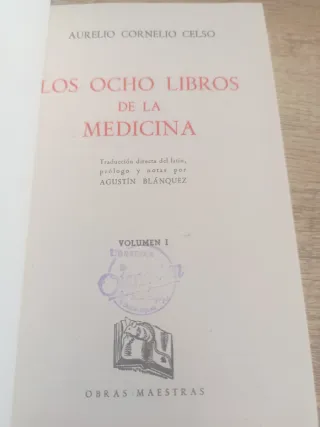 AURELIO CORNELIO CELSO
LOS OCHO LIBROS
DE LA
MEDICINA
Traducción directa del latín,
prólogo y notas por
AGUSTÍN BLÁNQUEZ
VOLUMEN I
OBRAS MAESTRAS